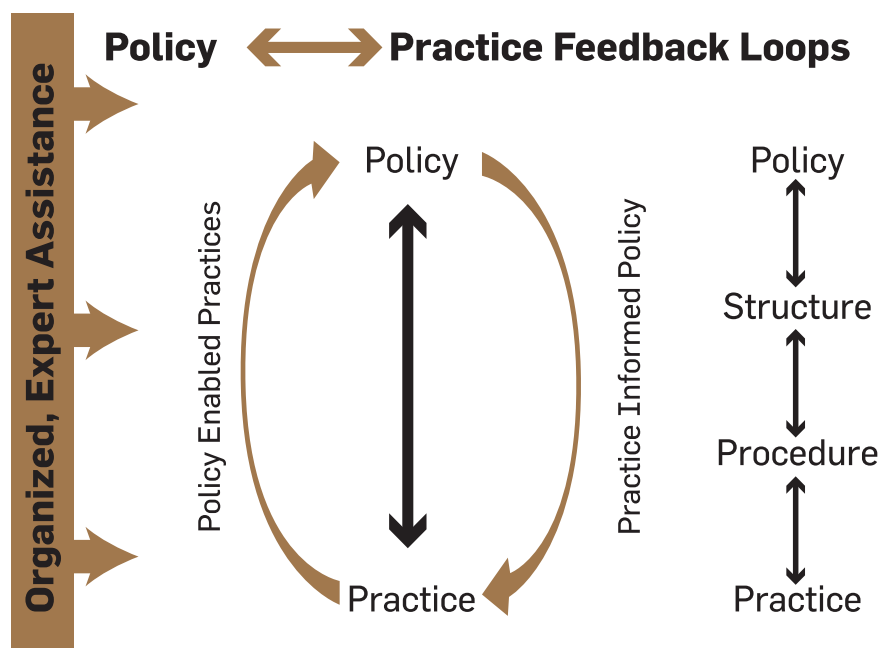 Policy Practice Feedback Loops
Organized, Expert Assistance
Policy
Policy Enabled Practices
Practice Informed Policy
Practice
Policy
Structure
Procedure
Practice